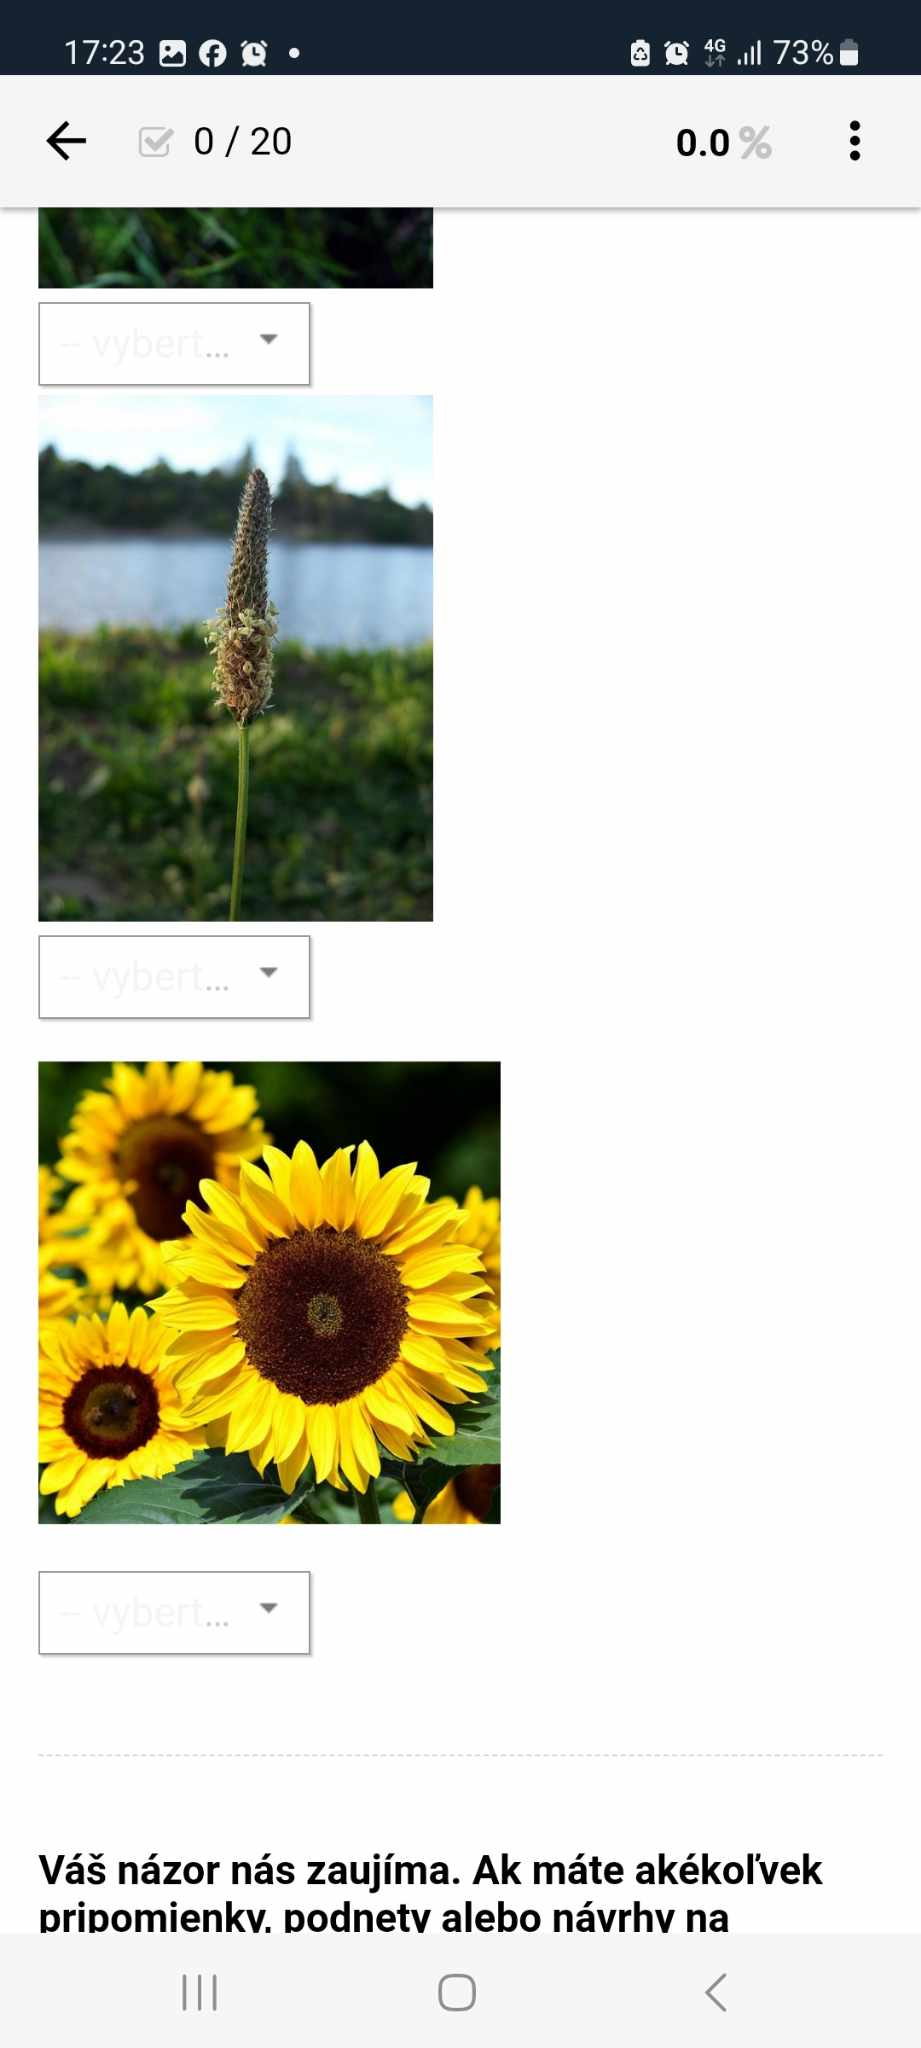 17:23 4G 73%
0 / 20 0.0 %
-- vybert...
-- vybert...
-- vybert...
Váš názor nás zaujíma. Ak máte akékoľvek
pripomienky, podnety alebo návrhy na